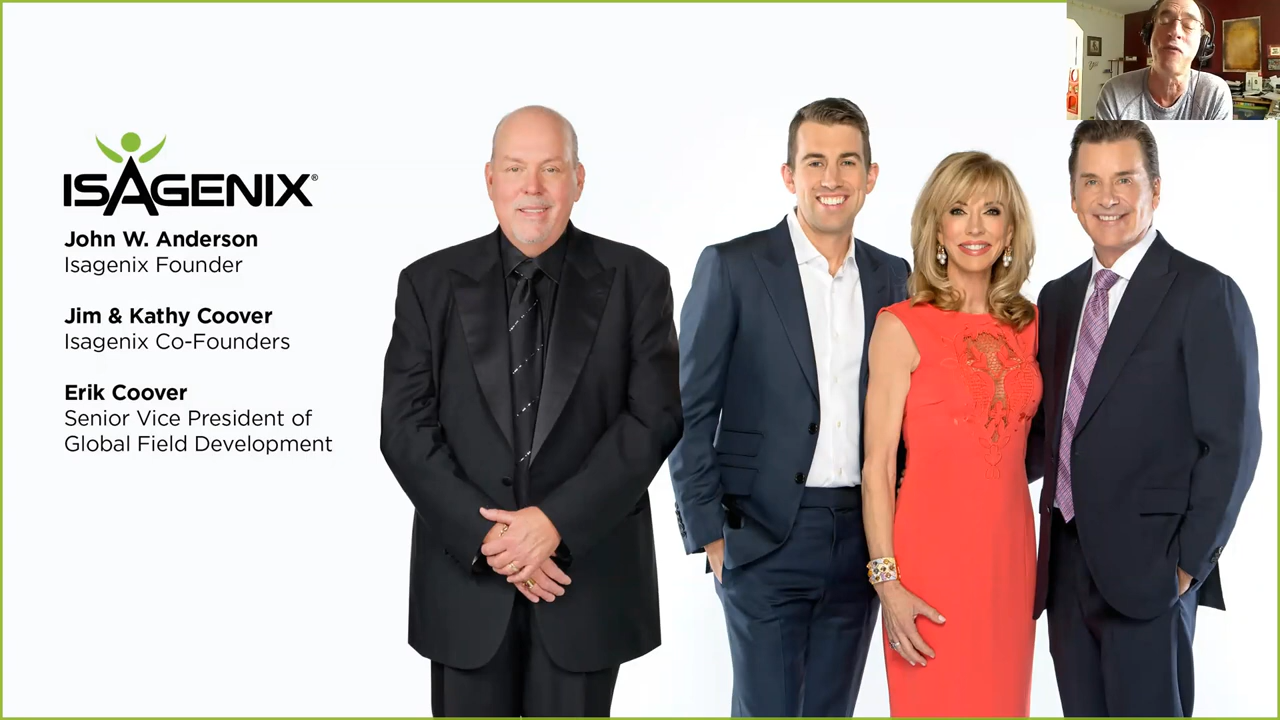 ISAGENIX®
John W. Anderson
Isagenix Founder
Jim & Kathy Coover
Isagenix Co-Founders
Erik Coover
Senior Vice President of
Global Field Development